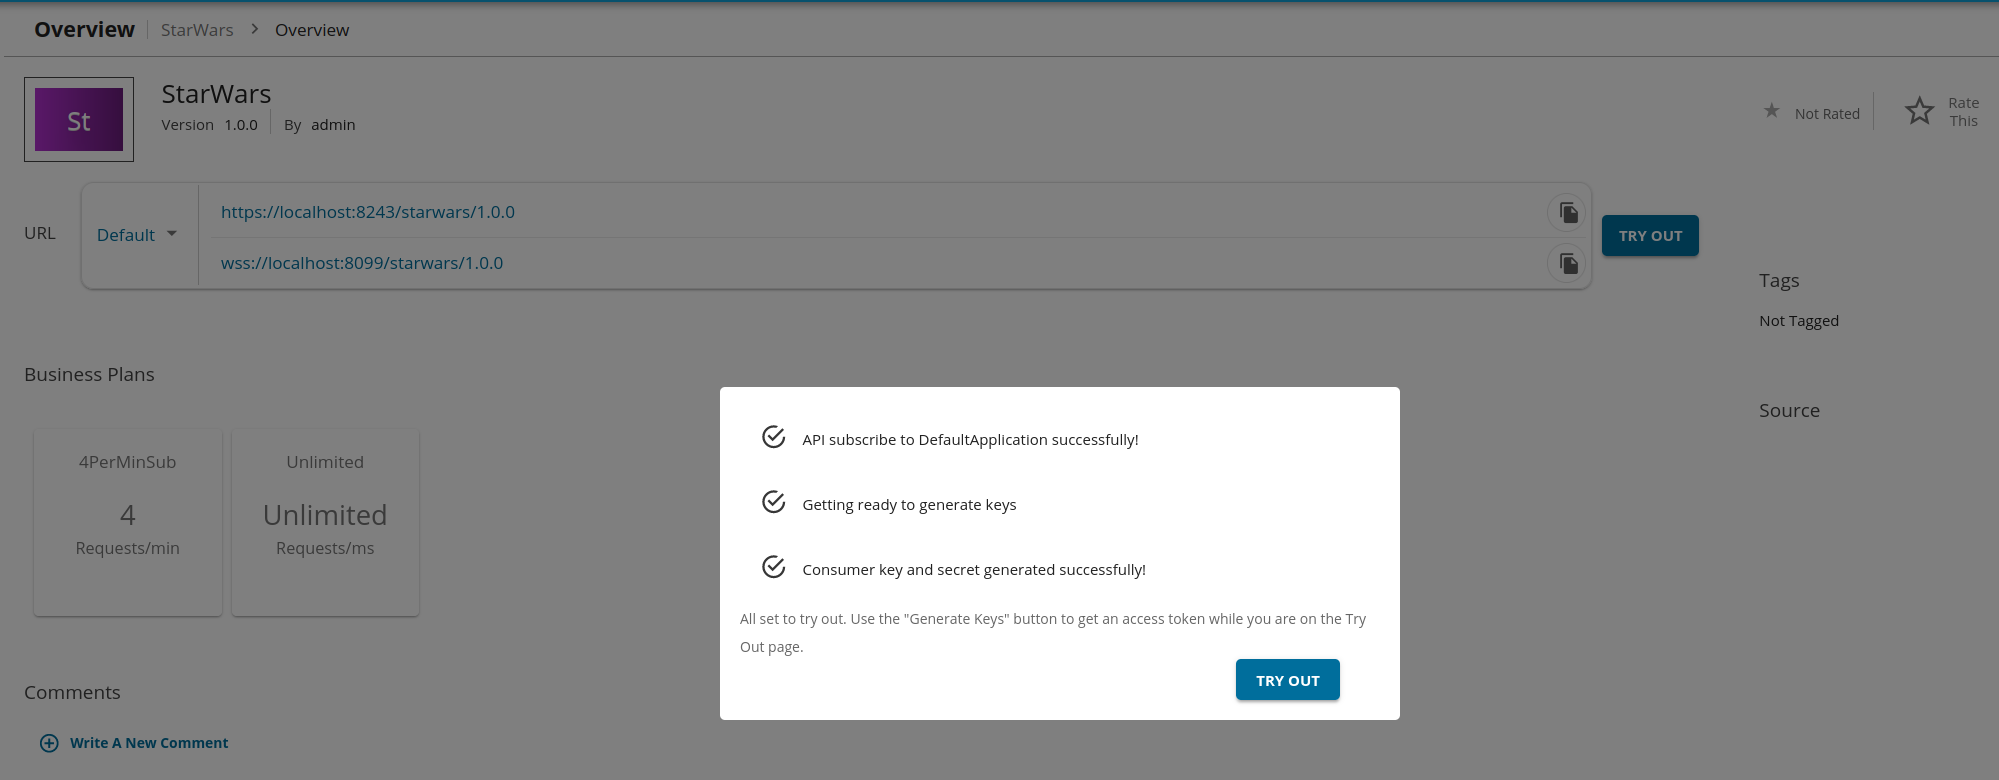 Overview StarWars > Overview
St
StarWars
Version 1.0.0 By admin
Not Rated
Rate
This
URL
Default
https://localhost:8243/starwars/1.0.0
wss://localhost:8099/starwars/1.0.0
TRY OUT
Tags
Not Tagged
Source
Business Plans
4PerMinSub
4
Requests/min
Unlimited
Unlimited
Requests/ms
API subscribe to DefaultApplication successfully!
Getting ready to generate keys
Consumer key and secret generated successfully!
All set to try out. Use the "Generate Keys" button to get an access token while you are on the Try
Out page.
TRY OUT
Comments
Write A New Comment